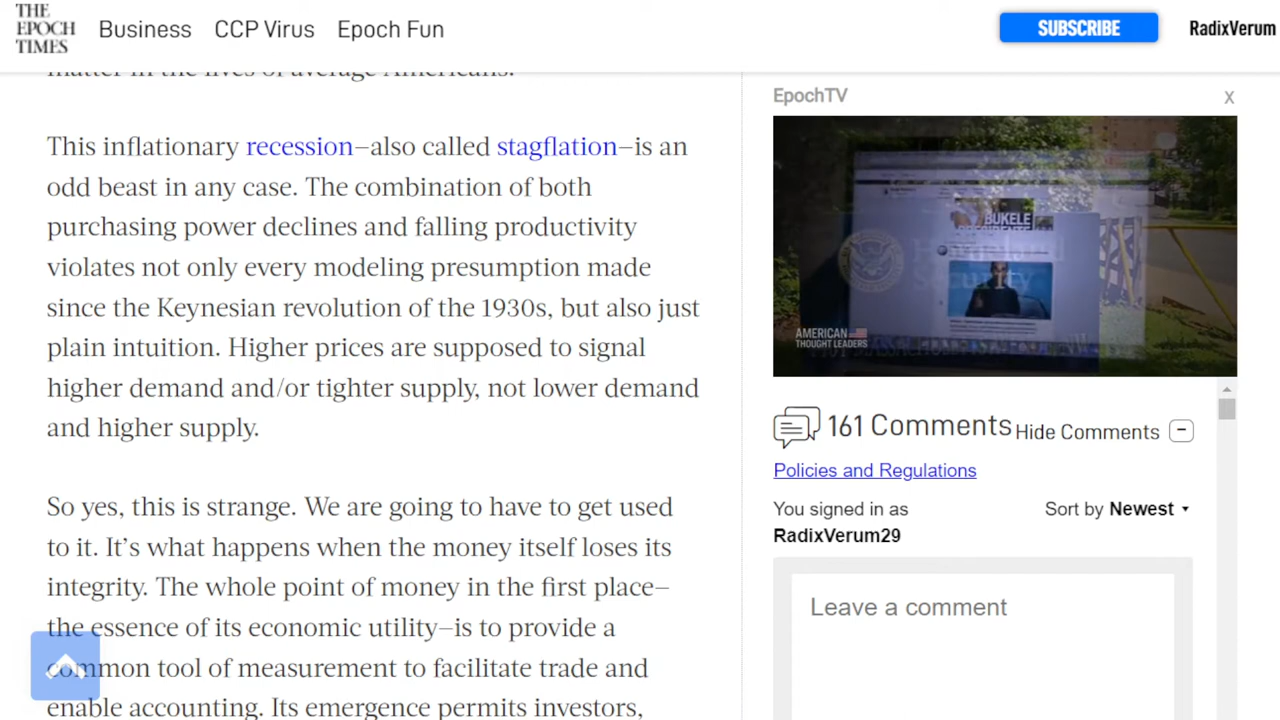 THE
EPOCH
TIMES
Business
CCP Virus
Epoch Fun
SUBSCRIBE
RadixVerum
matter in the lives of average Americans.
This inflationary recession—also called stagflation—is an
odd beast in any case. The combination of both
purchasing power declines and falling productivity
violates not only every modeling presumption made
since the Keynesian revolution of the 1930s, but also just
plain intuition. Higher prices are supposed to signal
higher demand and/or tighter supply, not lower demand
and higher supply.
So yes, this is strange. We are going to have to get used
to it. It’s what happens when the money itself loses its
integrity. The whole point of money in the first place—
the essence of its economic utility—is to provide a
common tool of measurement to facilitate trade and
enable accounting. Its emergence permits investors,
EpochTV
X
BUKELE
AMERICAN
THOUGHT LEADERS
161 Comments
Hide Comments
Policies and Regulations
You signed in as
RadixVerum29
Sort by Newest
Leave a comment